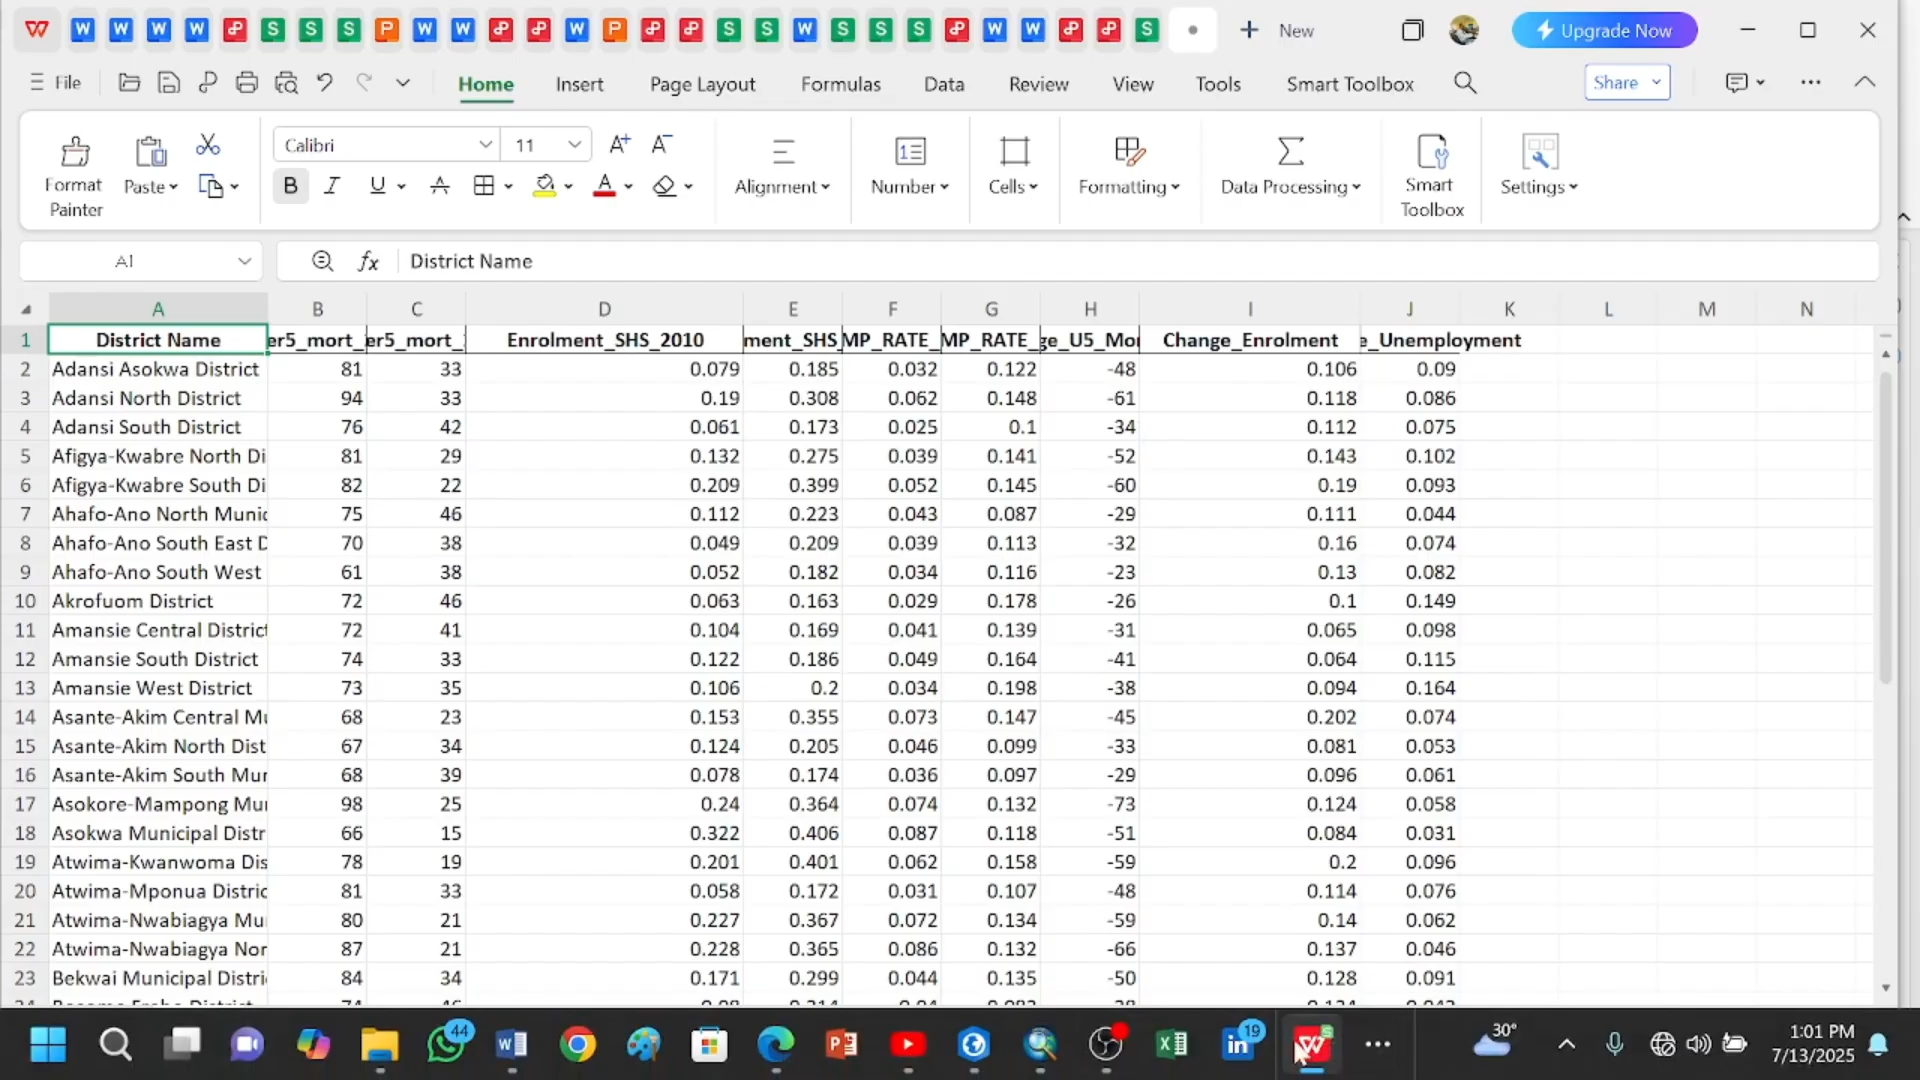 New
Upgrade Now
File
Home Insert Page Layout Formulas Data Review View Tools Smart Toolbox
Share
Format Painter
Paste
Calibri 11
Alignment
Number
Cells
Formatting
Data Processing
Smart Toolbox
Settings
A1 fx District Name
A B C D E F G H I J K L M N
1 District Name er5_mort_ er5_mort_ Enrolment_SHS_2010 ment_SHS_ MP_RATE_ MP_RATE_ ge_U5_Mor Change_Enrolment e_Unemployment
2 Adansi Asokwa District 81 33 0.079 0.185 0.032 0.122 -48 0.106 0.09
3 Adansi North District 94 33 0.19 0.308 0.062 0.148 -61 0.118 0.086
4 Adansi South District 76 42 0.061 0.173 0.025 0.1 -34 0.112 0.075
5 Afigya-Kwabre North Di 81 29 0.132 0.275 0.039 0.141 -52 0.143 0.102
6 Afigya-Kwabre South Di 82 22 0.209 0.399 0.052 0.145 -60 0.19 0.093
7 Ahafo-Ano North Munic 75 46 0.112 0.223 0.043 0.087 -29 0.111 0.044
8 Ahafo-Ano South East D 70 38 0.049 0.209 0.039 0.113 -32 0.16 0.074
9 Ahafo-Ano South West 61 38 0.052 0.182 0.034 0.116 -23 0.13 0.082
10 Akrofuom District 72 46 0.063 0.163 0.029 0.178 -26 0.1 0.149
11 Amansie Central District 72 41 0.104 0.169 0.041 0.139 -31 0.065 0.098
12 Amansie South District 74 33 0.122 0.186 0.049 0.164 -41 0.064 0.115
13 Amansie West District 73 35 0.106 0.2 0.034 0.198 -38 0.094 0.164
14 Asante-Akim Central Mu 68 23 0.153 0.355 0.073 0.147 -45 0.202 0.074
15 Asante-Akim North Dist 67 34 0.124 0.205 0.046 0.099 -33 0.081 0.053
16 Asante-Akim South Mun 68 39 0.078 0.174 0.036 0.097 -29 0.096 0.061
17 Asokore-Mampong Mun 98 25 0.24 0.364 0.074 0.132 -73 0.124 0.058
18 Asokwa Municipal Distr 66 15 0.322 0.406 0.087 0.118 -51 0.084 0.031
19 Atwima-Kwanwoma Dis 78 19 0.201 0.401 0.062 0.158 -59 0.2 0.096
20 Atwima-Mponua Distric 81 33 0.058 0.172 0.031 0.107 -48 0.114 0.076
21 Atwima-Nwabiagya Mu 80 21 0.227 0.367 0.072 0.134 -59 0.14 0.062
22 Atwima-Nwabiagya Nor 87 21 0.228 0.365 0.086 0.132 -66 0.137 0.046
23 Bekwai Municipal Distri 84 34 0.171 0.299 0.044 0.135 -50 0.128 0.091
44
19
30°
1:01 PM
7/13/2025